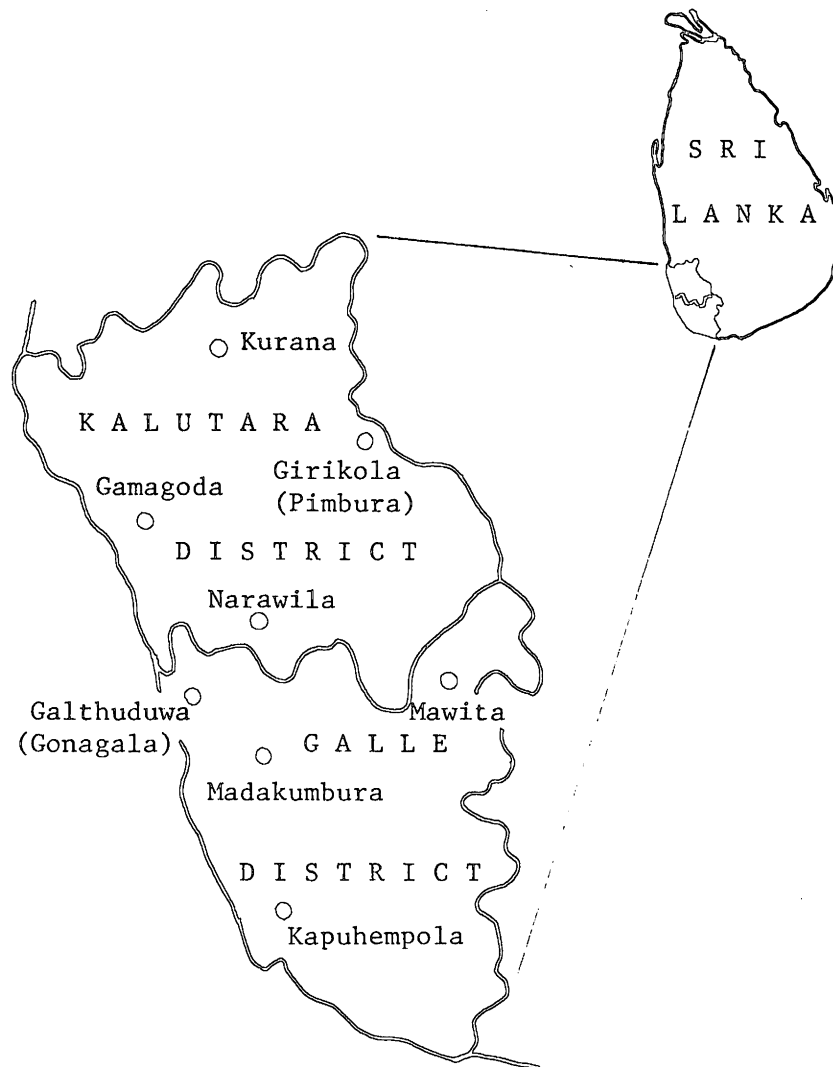 S R I
L A N K A
Kurana
K A L U T A R A
Girikola
(Pimbura)
Gamagoda
D I S T R I C T
Narawila
Galthuduwa
(Gonagala)
Mawita
G A L L E
Madakumbura
D I S T R I C T
Kapuhempola